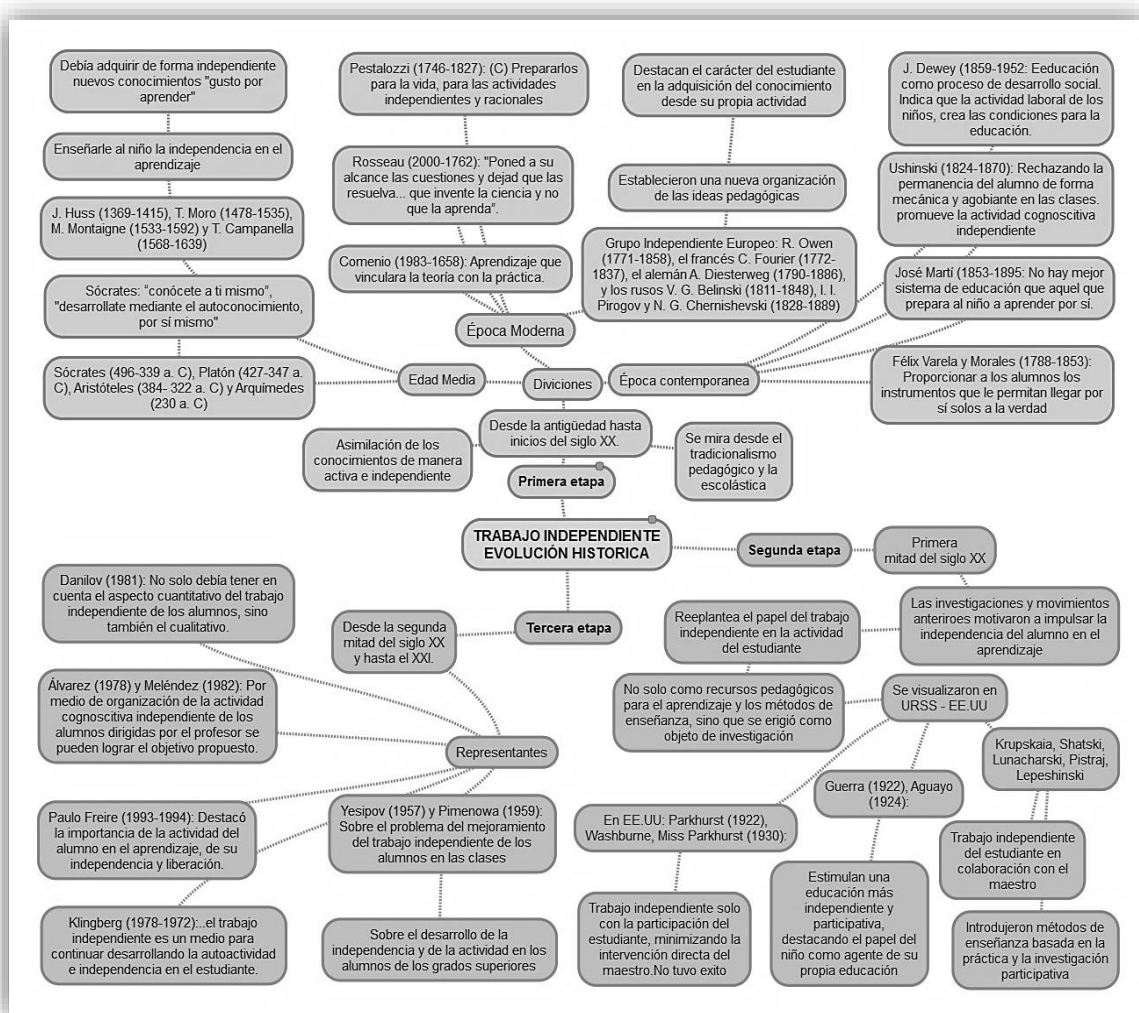 Debía adquirir de forma independiente
nuevos conocimientos "gusto por
aprender"
Enseñarle al niño la independencia en el
aprendizaje
J. Huss (1369-1415), T. Moro (1478-1535),
M. Montaigne (1533-1592) y T. Campanella
(1568-1639)
Sócrates: “conócete a ti mismo”,
"desarrollate mediante el autoconocimiento,
por sí mismo"
Sócrates (496-339 a. C), Platón (427-347 a.
C), Aristóteles (384- 322 a. C) y Arquímedes
(230 a. C)
Edad Media
Pestalozzi (1746-1827): (C) Prepararlos
para la vida, para las actividades
independientes y racionales
Rosseau (2000-1762): "Poned a su
alcance las cuestiones y dejad que las
resuelva... que invente la ciencia y no
que la aprenda”.
Comenio (1983-1658): Aprendizaje que
vinculara la teoría con la práctica.
Época Moderna
Destacan el carácter del estudiante
en la adquisición del conocimiento
desde su propia actividad
Establecieron una nueva organización
de las ideas pedagógicas
Grupo Independiente Europeo: R. Owen
(1771-1858), el francés C. Fourier (1772-
1837), el alemán A. Diesterweg (1790-1886),
y los rusos V. G. Belinski (1811-1848), I. I.
Pirogov y N. G. Chernishevski (1828-1889)
J. Dewey (1859-1952: Eeducación
como proceso de desarrollo social.
Indica que la actividad laboral de los
niños, crea las condiciones para la
educación.
Ushinski (1824-1870): Rechazando la
permanencia del alumno de forma
mecánica y agobiante en las clases.
promueve la actividad cognoscitiva
independiente
José Martí (1853-1895: No hay mejor
sistema de educación que aquel que
prepara al niño a aprender por sí.
Félix Varela y Morales (1788-1853):
Proporcionar a los alumnos los
instrumentos que le permitan llegar por
sí solos a la verdad
Diviciones
Época contemporanea
Desde la antigüedad hasta
inicios del siglo XX.
Asimilación de los
conocimientos de manera
activa e independiente
Se mira desde el
tradicionalismo
pedagógico y la
escolástica
Primera etapa
TRABAJO INDEPENDIENTE
EVOLUCIÓN HISTORICA
Segunda etapa
Primera
mitad del siglo XX
Las investigaciones y movimientos
anteriroes motivaron a impulsar la
independencia del alumno en el
aprendizaje
Reeplantea el papel del trabajo
independiente en la actividad
del estudiante
No solo como recursos pedagógicos
para el aprendizaje y los métodos de
enseñanza, sino que se erigió como
objeto de investigación
Se visualizaron en
URSS - EE.UU
Krupskaia, Shatski,
Lunacharski, Pistraj,
Lepeshinski
Guerra (1922), Aguayo
(1924):
En EE.UU: Parkhurst (1922),
Washburne, Miss Parkhurst (1930):
Trabajo independiente
del estudiante en
colaboración con el
maestro
Trabajo independiente solo
con la participación del
estudiante, minimizando la
intervención directa del
maestro.No tuvo exito
Estimulan una
educación más
independiente y
participativa,
destacando el papel del
niño como agente de su
propia educación
Introdujeron métodos de
enseñanza basada en la
práctica y la investigación
participativa
Tercera etapa
Desde la segunda
mitad del siglo XX
y hasta el XXI.
Representantes
Danilov (1981): No solo debía tener en
cuenta el aspecto cuantitativo del trabajo
independiente de los alumnos, sino
también el cualitativo.
Álvarez (1978) y Meléndez (1982): Por
medio de organización de la actividad
cognoscitiva independiente de los
alumnos dirigidas por el profesor se
pueden lograr el objetivo propuesto.
Paulo Freire (1993-1994): Destacó
la importancia de la actividad del
alumno en el aprendizaje, de su
independencia y liberación.
Klingberg (1978-1972):..el trabajo
independiente es un medio para
continuar desarrollando la autoactividad
e independencia en el estudiante.
Yesipov (1957) y Pimenowa (1959):
Sobre el problema del mejoramiento
del trabajo independiente de los
alumnos en las clases
Sobre el desarrollo de la
independencia y de la actividad en los
alumnos de los grados superiores